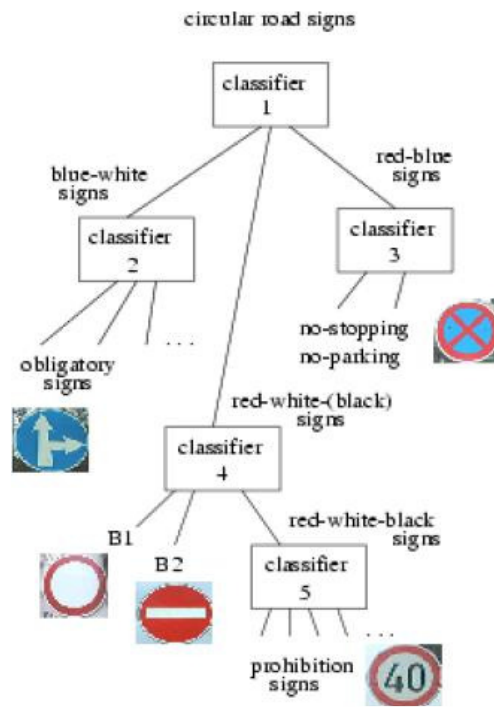 circular road signs
classifier
1
blue-white
signs
red-blue
signs
classifier
2
classifier
3
. . .
no-stopping
no-parking
obligatory
signs
red-white-(black)
signs
classifier
4
B1
B2
red-white-black
signs
classifier
5
. . .
prohibition
signs
40